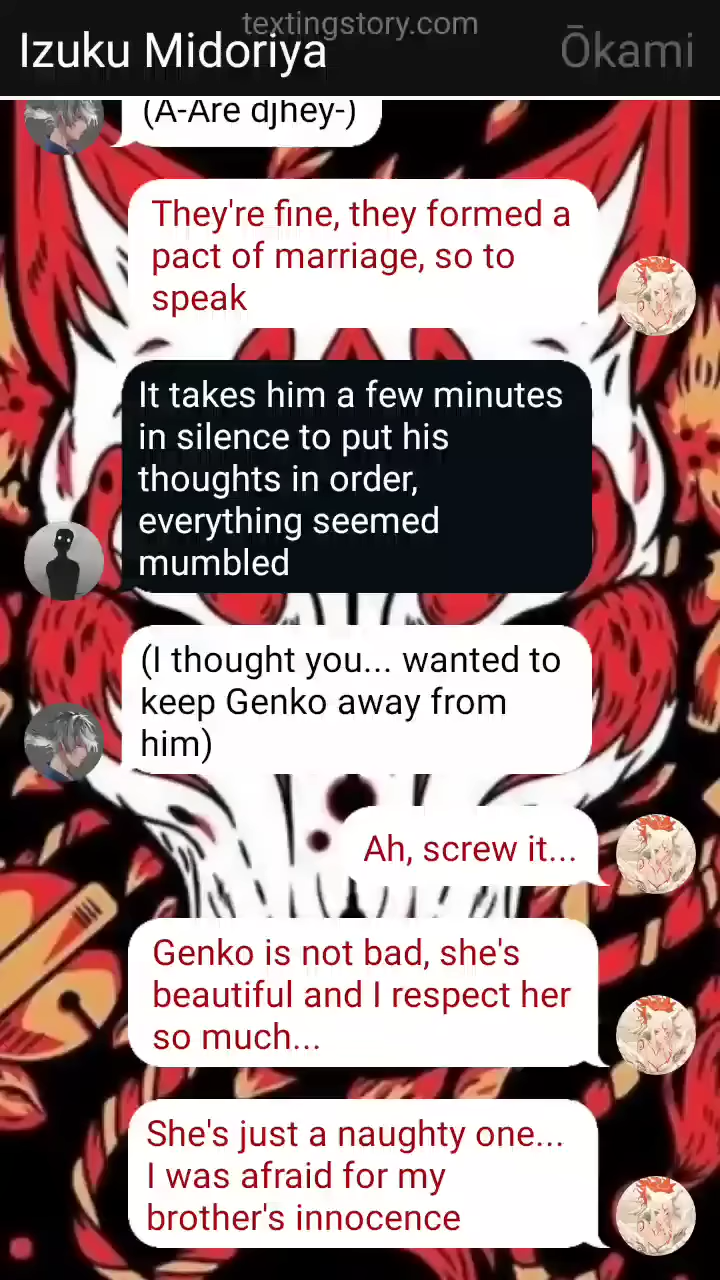 textingstory.com
Izuku Midoriya
Ōkami
(A-Are djhey-)
They're fine, they formed a
pact of marriage, so to
speak
It takes him a few minutes
in silence to put his
thoughts in order,
everything seemed
mumbled
(I thought you... wanted to
keep Genko away from
him)
Ah, screw it...
Genko is not bad, she's
beautiful and I respect her
so much...
She's just a naughty one...
I was afraid for my
brother's innocence